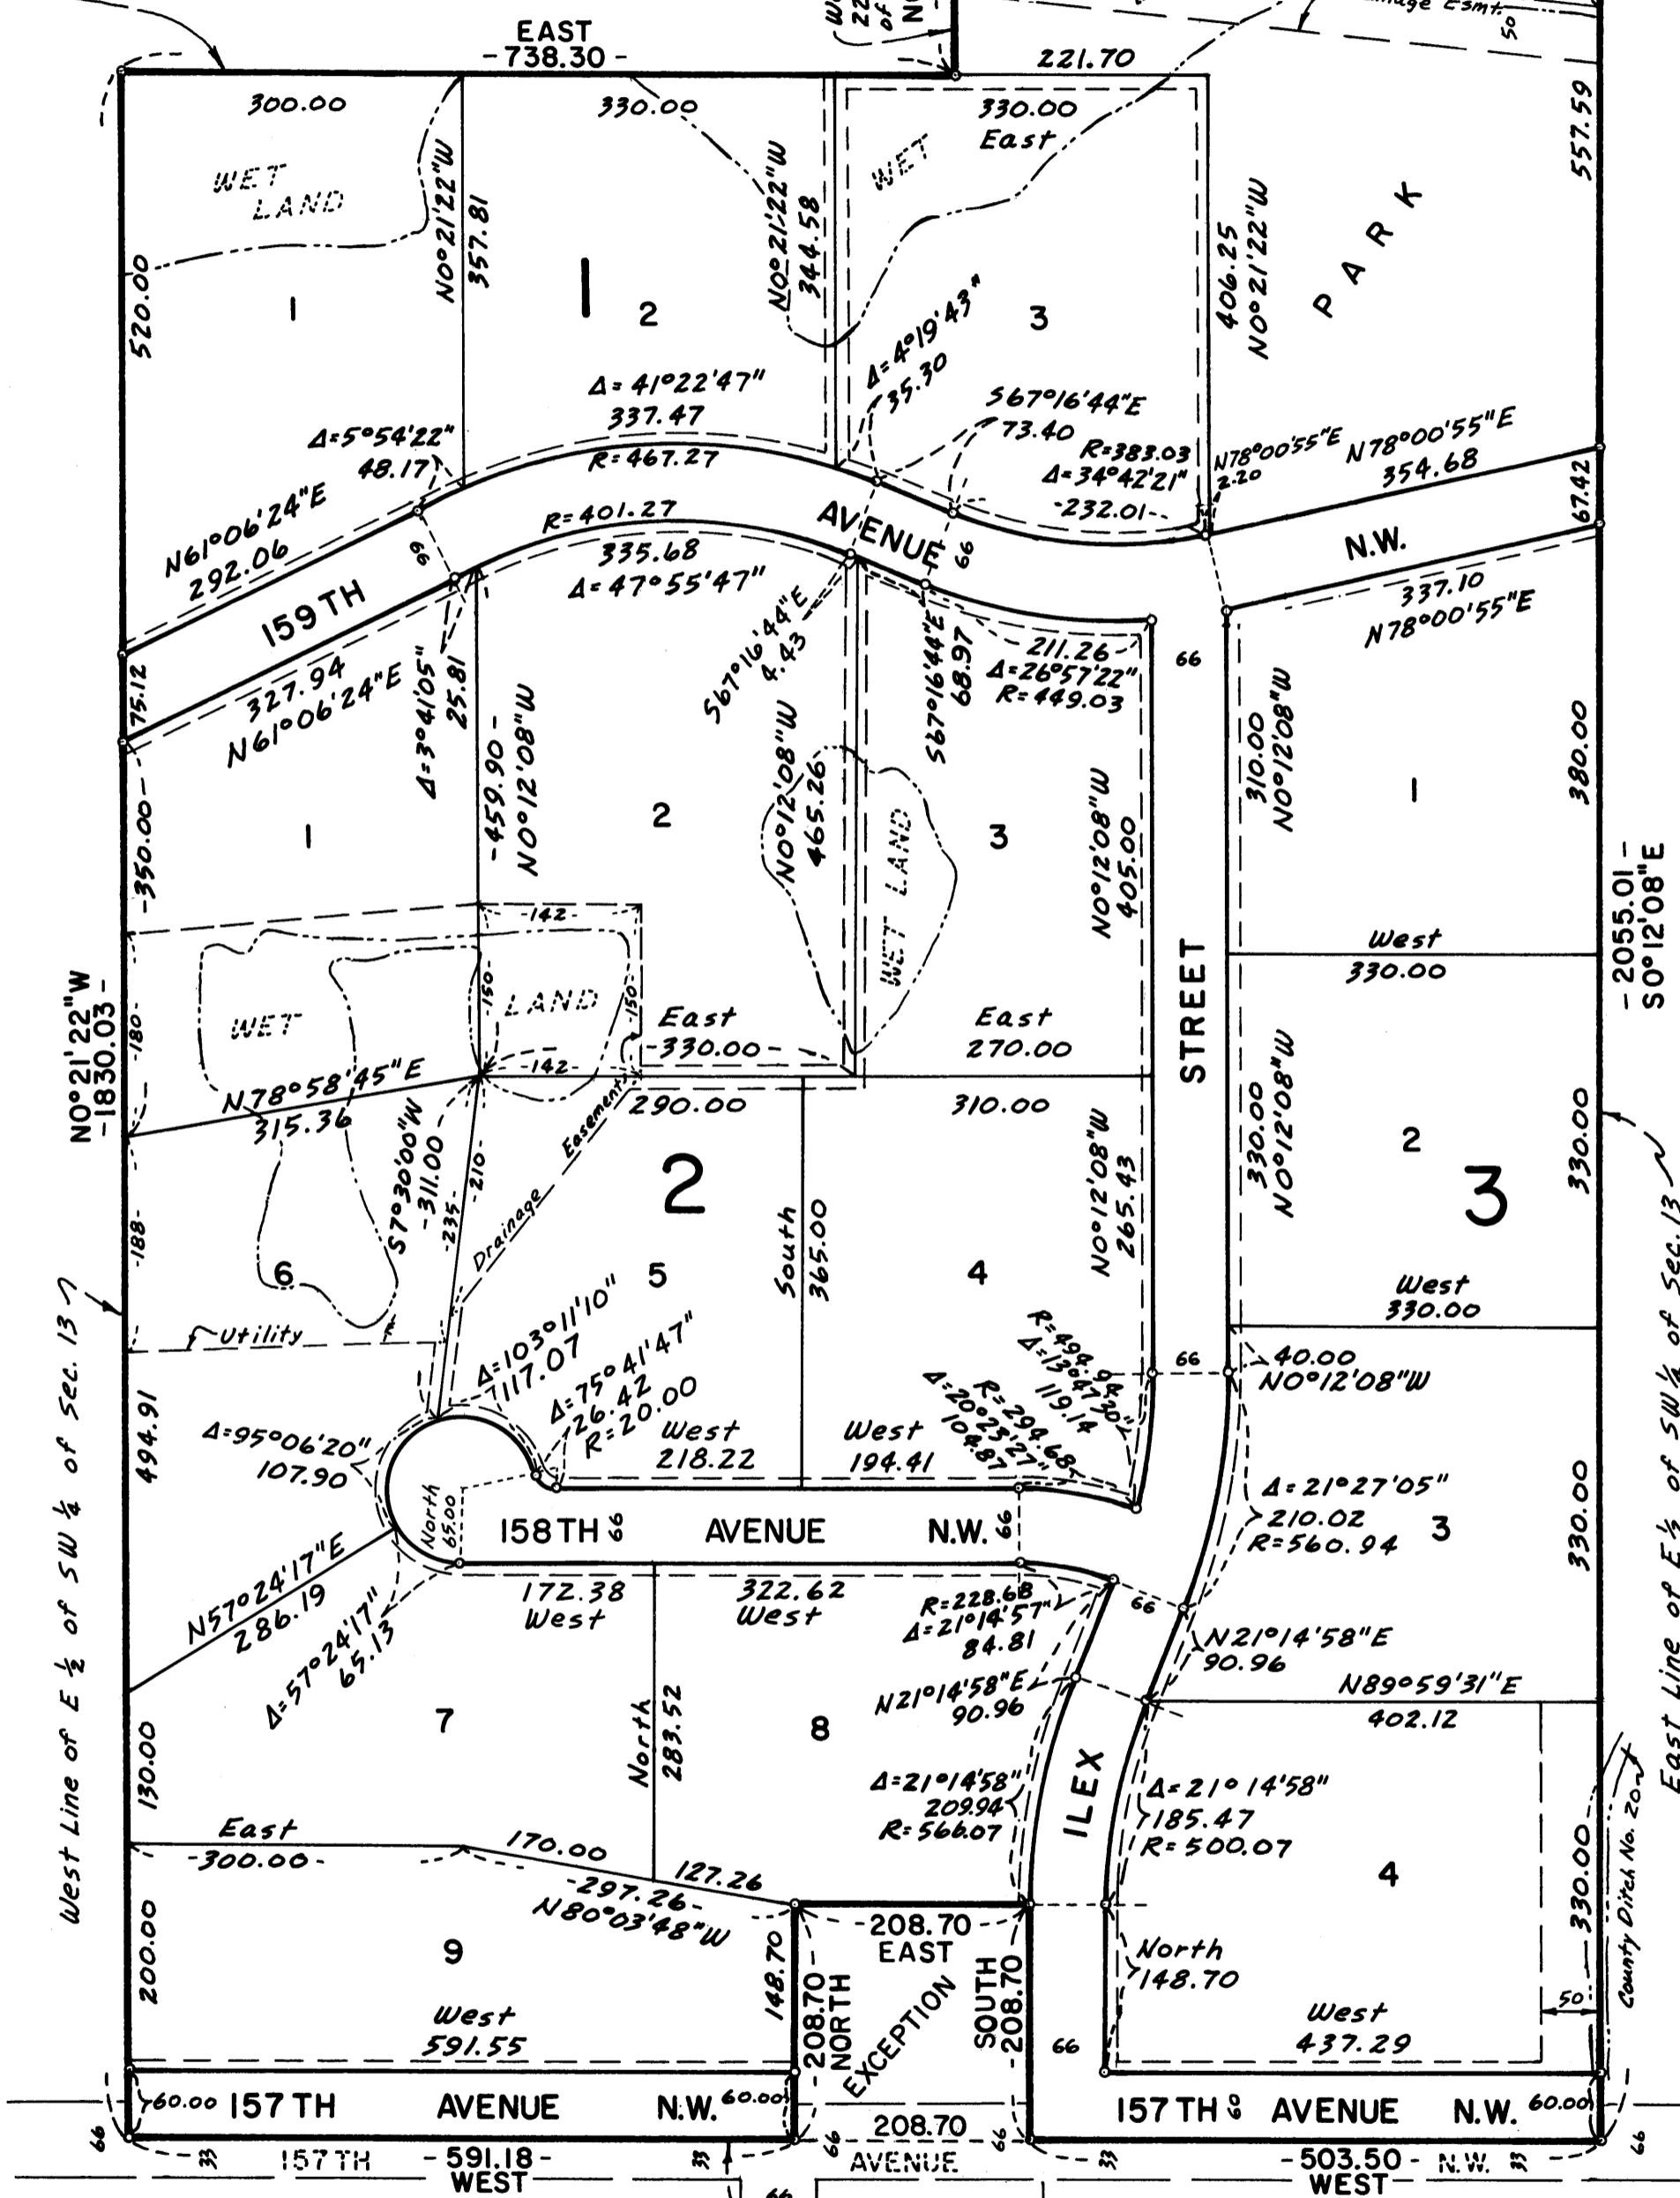 EAST
-738.30-
221.70
mage Esmt.
50
300.00
330.00
330.00
East
557.59
WET
LAND
N0°21'22"W
357.81
N0°21'22"W
344.58
WET
406.25
N0°21'22"W
PARK
520.00
1
1
2
3
Δ=4°19'43"
35.30
Δ=41°22'47"
337.47
S67°16'44"E
73.40
Δ=5°54'22"
48.17
R=467.27
R=383.03
Δ=34°42'21"
-232.01-
N78°00'55"E
2.20
N78°00'55"E
354.68
67.42
N61°06'24"E
292.06
66
R=401.27
335.68
Δ=47°55'47"
159TH
AVENUE
N.W.
66
337.10
N78°00'55"E
75.12
327.94
N61°06'24"E
Δ=3°41'05"
25.81
S67°16'44"E
4.43
S67°16'44"E
68.97
211.26
Δ=26°57'22"
R=449.03
66
-350.00-
-459.90-
N0°12'08"W
N0°12'08"W
465.26
N0°12'08"W
405.00
310.00
N0°12'08"W
380.00
1
2
3
1
WET LAND
STREET
-2055.01-
S0°12'08"E
West
330.00
-142-
-150-
-150-
N0°21'22"W
-1830.03-
-180-
WET
LAND
East
-330.00-
East
270.00
-142-
N78°58'45"E
315.36
290.00
310.00
Easement
Drainage
S7°30'00"W
-311.00-
-210-
-235-
2
South
365.00
N0°12'08"W
265.43
330.00
N0°12'08"W
2
3
330.00
-188-
6
5
4
West
330.00
Utility
West Line of E ½ of SW ¼ of Sec. 13
East Line of E½ of SW ¼ of Sec. 13
494.91
Δ=103°11'10"
117.07
Δ=75°41'47"
26.42
R=20.00
R=494.94
Δ=13°47'30"
119.14
R=294.68
Δ=20°23'27"
104.87
66
40.00
N0°12'08"W
Δ=95°06'20"
107.90
West
218.22
West
194.41
North
65.00
158TH
66
AVENUE
N.W.
66
Δ=21°27'05"
210.02
R=560.94
3
330.00
N57°24'17"E
286.19
172.38
West
322.62
West
R=228.68
Δ=21°14'57"
84.81
66
Δ=57°24'17"
65.13
N21°14'58"E
90.96
N21°14'58"E
90.96
N89°59'31"E
402.12
130.00
7
North
283.52
8
Δ=21°14'58"
209.94
R=566.07
ILEX
Δ=21°14'58"
185.47
R=500.07
4
330.00
County Ditch No. 20
East
-300.00-
170.00
127.26
-297.26-
N80°03'48"W
-208.70-
EAST
200.00
9
148.70
-208.70-
NORTH
EXCEPTION
SOUTH
-208.70-
North
148.70
50
West
591.55
66
West
437.29
60.00
157TH
AVENUE
N.W.
60.00
157TH
60
AVENUE
N.W.
60.00
208.70
66
66
66
66
33
157TH
-591.18-
WEST
33
AVENUE
33
-503.50-
WEST
N.W.
33
66